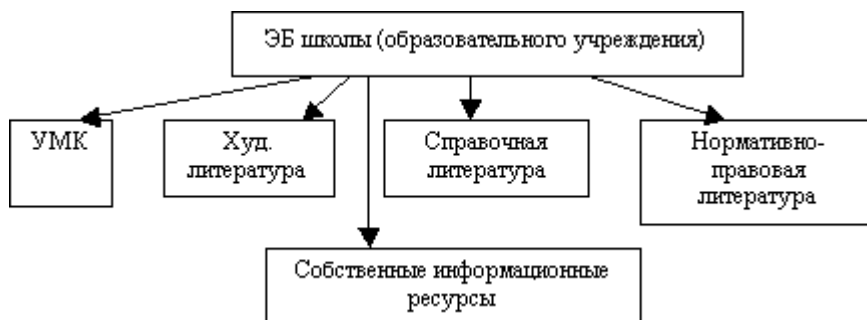 ЭБ школы (образовательного учреждения)
УМК
Худ.
литература
Справочная
литература
Нормативно-
правовая
литература
Собственные информационные
ресурсы